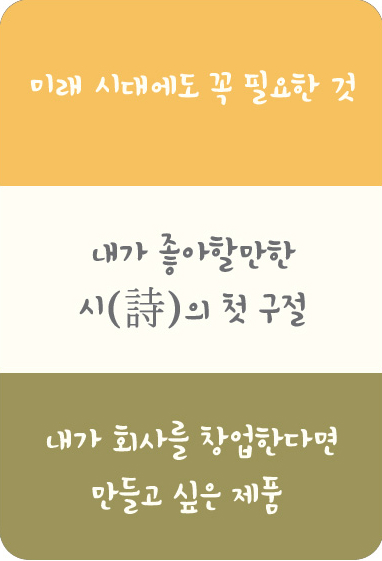 미래 시대에도 꼭 필요한 것
내가 좋아할만한
시(詩)의 첫 구절
내가 회사를 창업한다면
만들고 싶은 제품